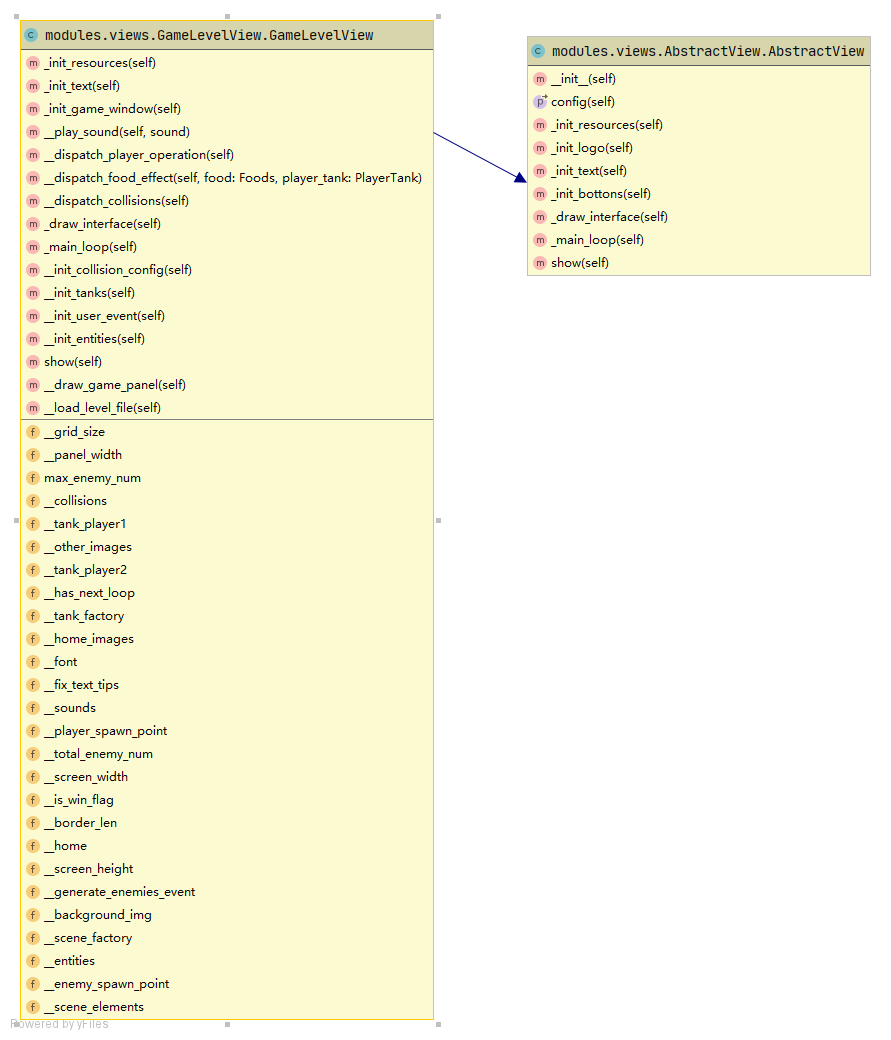 modules.views.GameLevelView.GameLevelView
m _init_resources(self)
m _init_text(self)
m _init_game_window(self)
m __play_sound(self, sound)
m __dispatch_player_operation(self)
m __dispatch_food_effect(self, food: Foods, player_tank: PlayerTank)
m __dispatch_collisions(self)
m _draw_interface(self)
m _main_loop(self)
m __init_collision_config(self)
m __init_tanks(self)
m __init_user_event(self)
m __init_entities(self)
m show(self)
m __draw_game_panel(self)
m __load_level_file(self)
f __grid_size
f __panel_width
f max_enemy_num
f __collisions
f __tank_player1
f __other_images
f __tank_player2
f __has_next_loop
f __tank_factory
f __home_images
f __font
f __fix_text_tips
f __sounds
f __player_spawn_point
f __total_enemy_num
f __screen_width
f __is_win_flag
f __border_len
f __home
f __screen_height
f __generate_enemies_event
f __background_img
f __scene_factory
f __entities
f __enemy_spawn_point
f __scene_elements
Powered by yFiles
c modules.views.AbstractView.AbstractView
m __init__(self)
p config(self)
m _init_resources(self)
m _init_logo(self)
m _init_text(self)
m _init_bottons(self)
m _draw_interface(self)
m _main_loop(self)
m show(self)